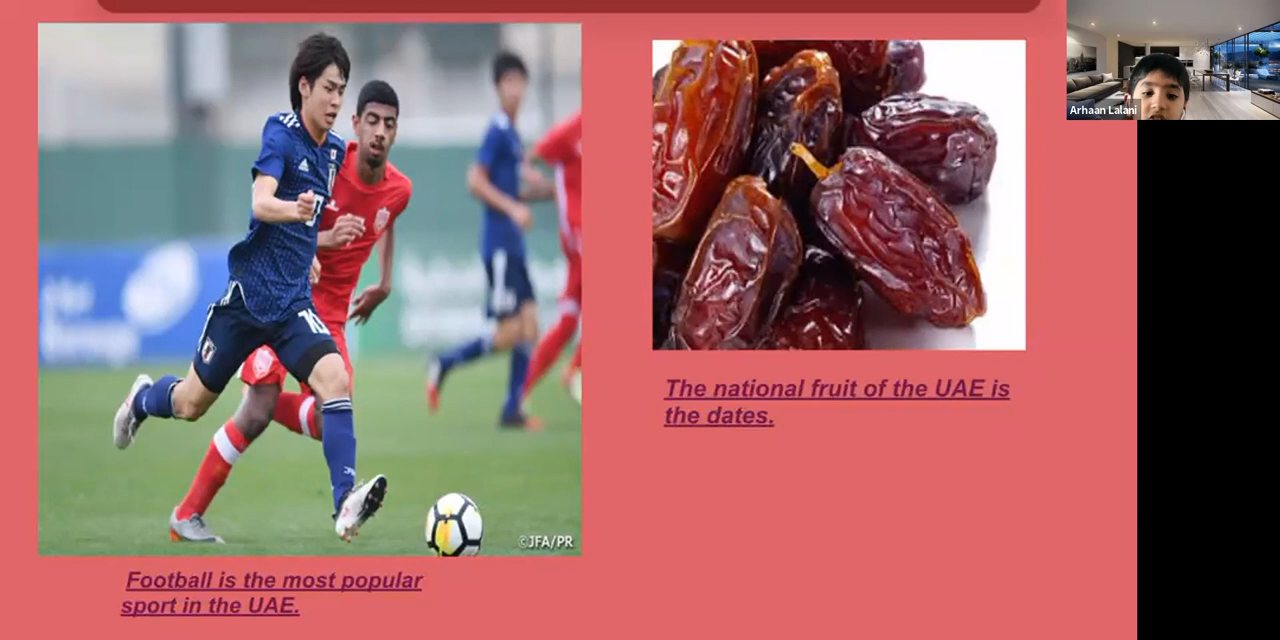 Arhaan Lalani
10
©JFA/PR
The national fruit of the UAE is
the dates.
Football is the most popular
sport in the UAE.